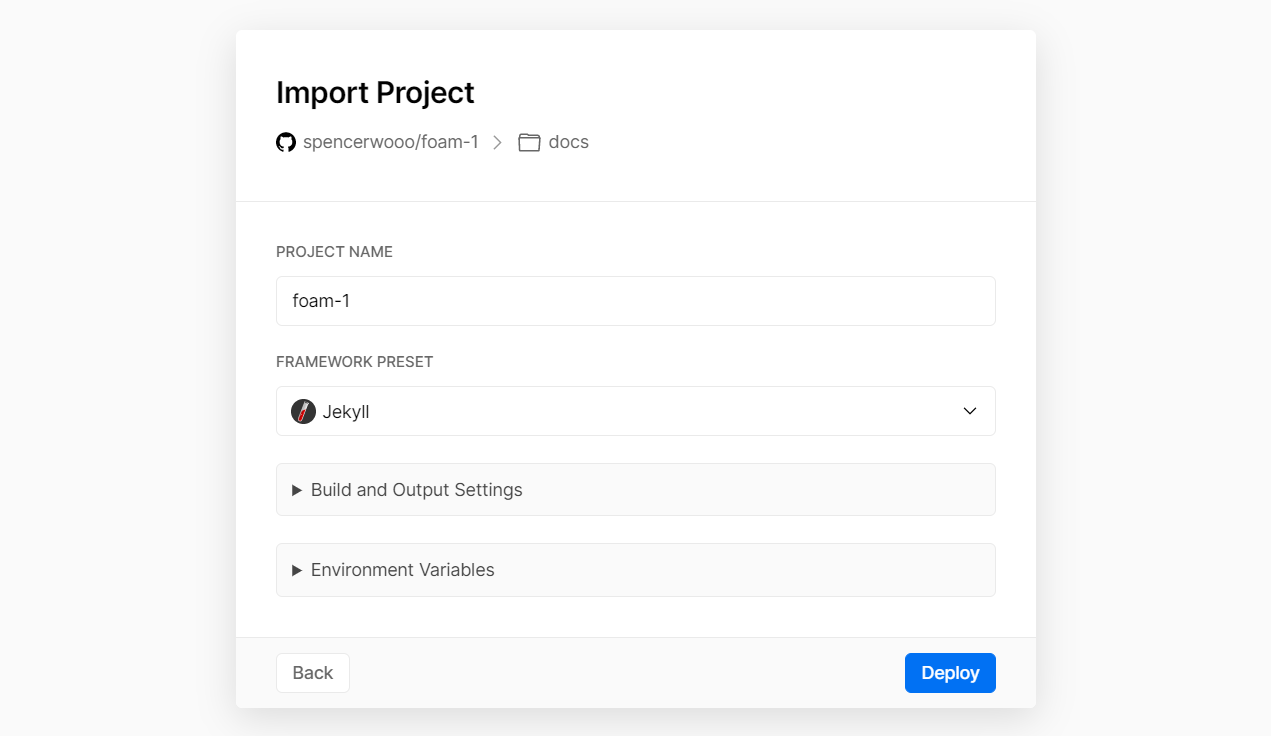 Import Project
spencerwooo/foam-1 docs
PROJECT NAME
foam-1
FRAMEWORK PRESET
Jekyll
Build and Output Settings
Environment Variables
Back Deploy